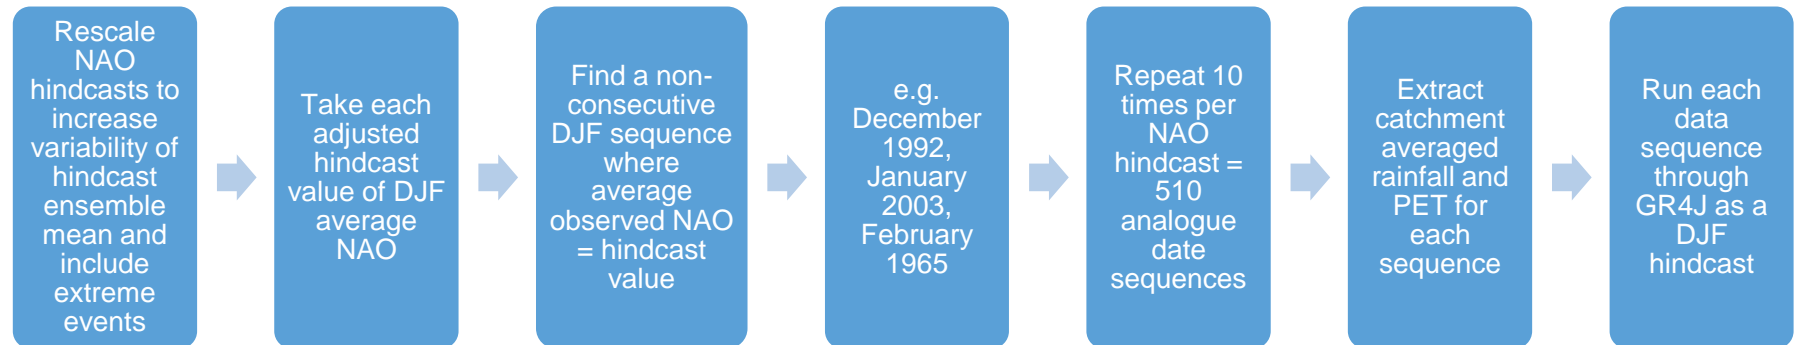 Rescale
NAO
hindcasts to
increase
variability of
hindcast
ensemble
mean and
include
extreme
events
Take each
adjusted
hindcast
value of DJF
average
NAO
Find a non-
consecutive
DJF sequence
where
average
observed NAO
= hindcast
value
e.g.
December
1992,
January
2003,
February
1965
Repeat 10
times per
NAO
hindcast =
510
analogue
date
sequences
Extract
catchment
averaged
rainfall and
PET for
each
sequence
Run each
data
sequence
through
GR4J as a
DJF
hindcast